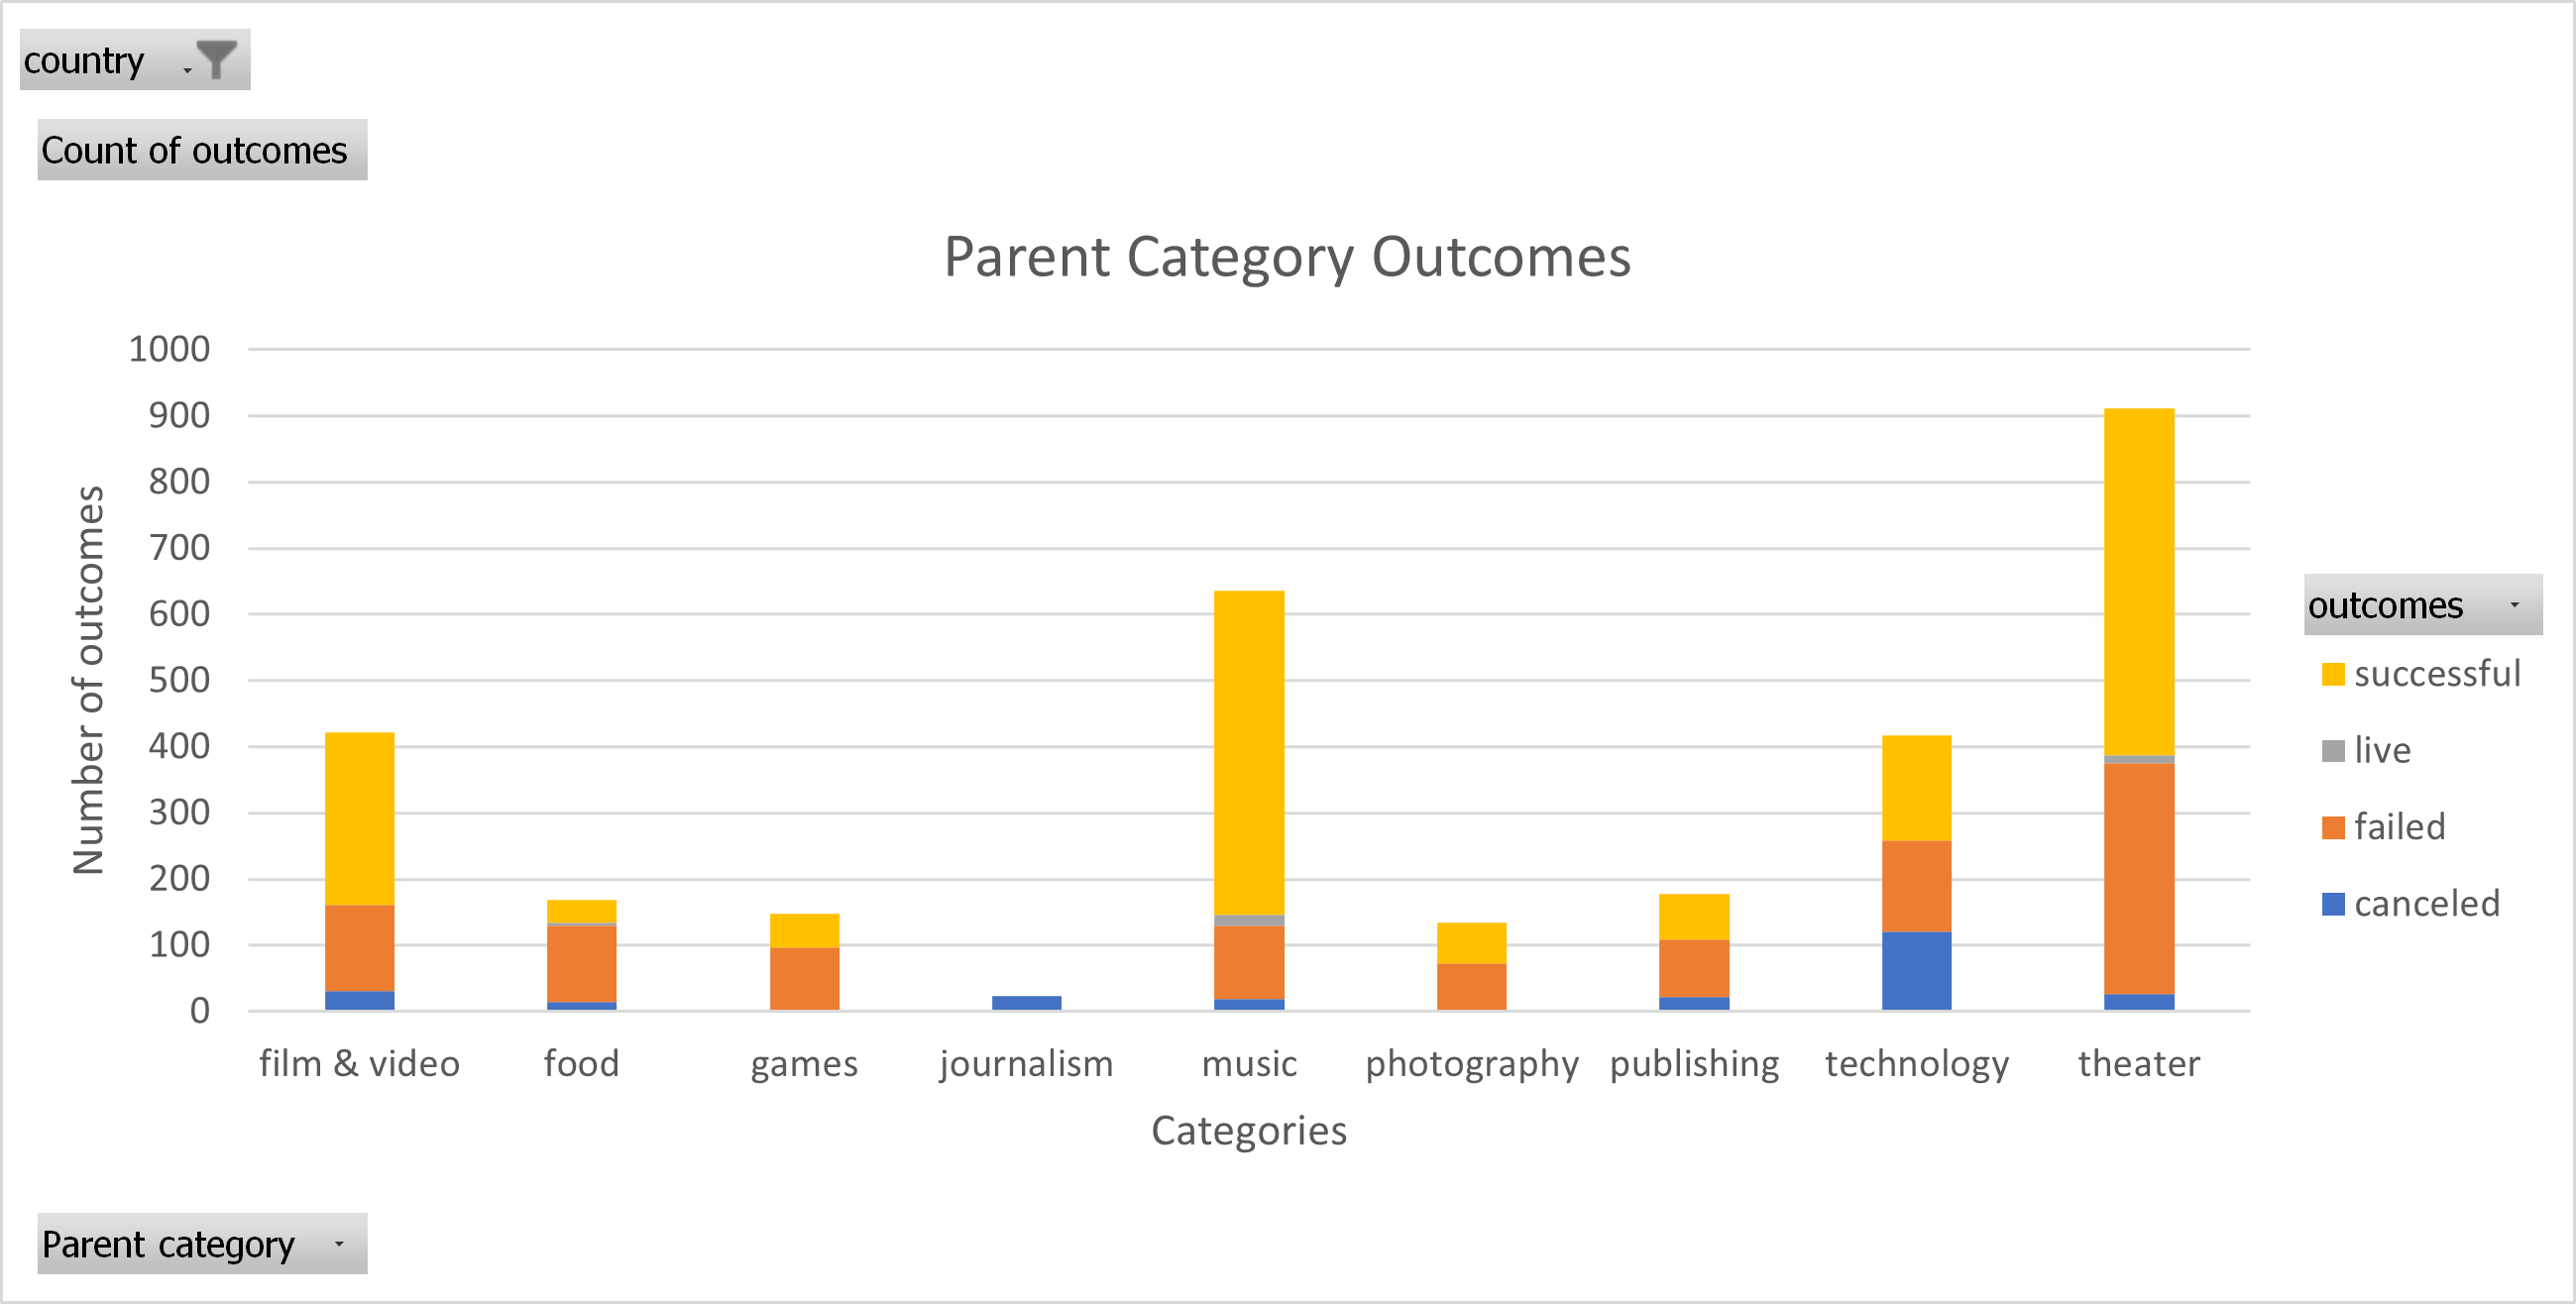 country
Count of outcomes
Parent Category Outcomes
Number of outcomes
1000
900
800
700
600
500
400
300
200
100
0
film & video food games journalism music photography publishing technology theater
Categories
outcomes
successful
live
failed
canceled
Parent category